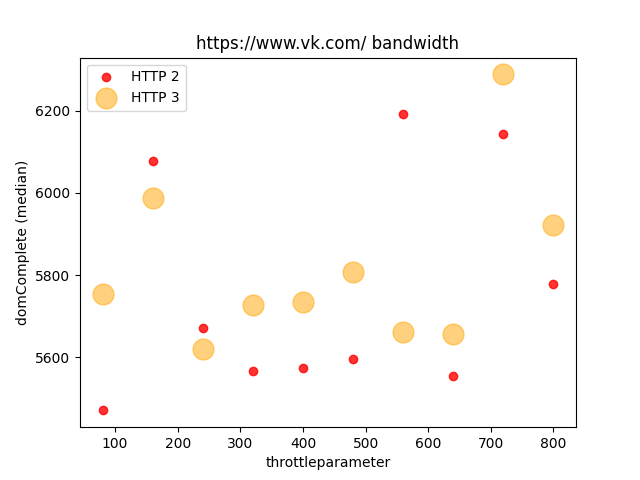 https://www.vk.com/ bandwidth
HTTP 2
HTTP 3
domComplete (median)
6200
6000
5800
5600
100 200 300 400 500 600 700 800
throttleparameter